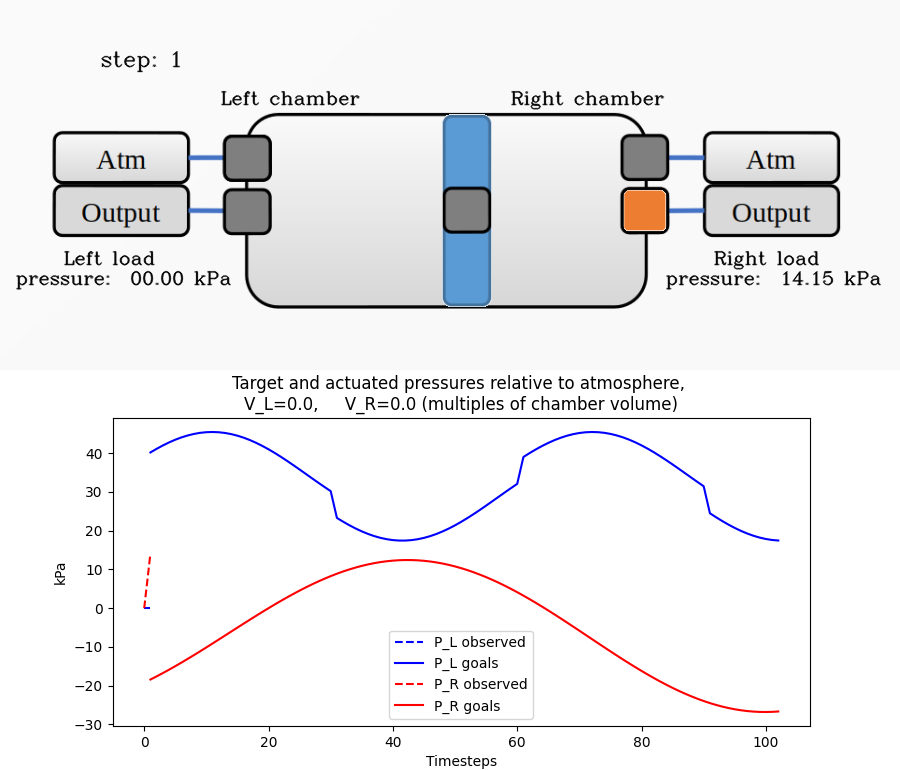 step: 1
Left chamber
Right chamber
Atm
Atm
Output
Output
Left load
pressure: 00.00 kPa
Right load
pressure: 14.15 kPa
Target and actuated pressures relative to atmosphere,
V_L=0.0, V_R=0.0 (multiples of chamber volume)
kPa
40
30
20
10
0
−10
−20
−30
P_L observed
P_L goals
P_R observed
P_R goals
0 20 40 60 80 100
Timesteps